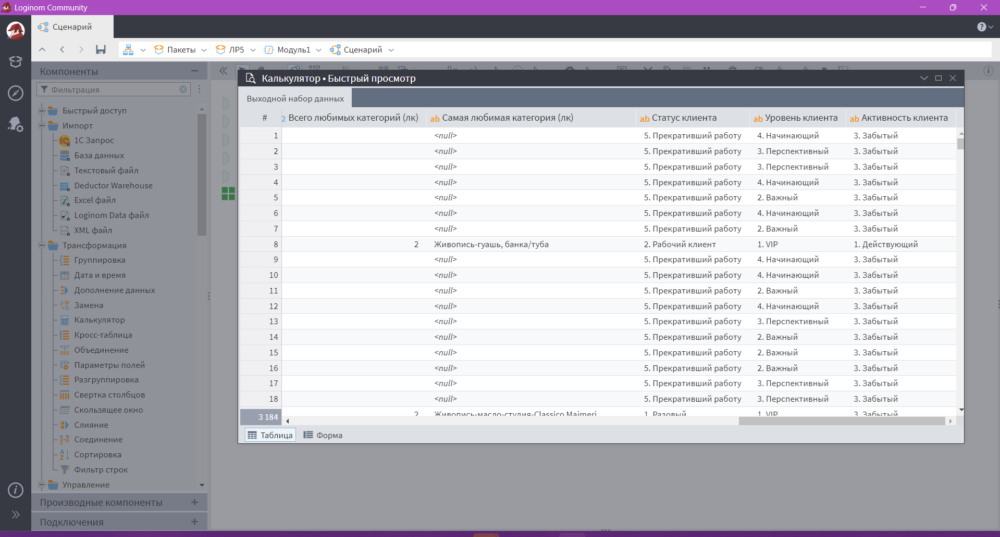 Loginom Community
Сценарий
Пакеты ЛР5 Модуль1 Сценарий
Компоненты
Фильтрация
Быстрый доступ
Импорт
1С Запрос
База данных
Текстовый файл
Deductor Warehouse
Excel файл
Loginom Data файл
XML файл
Трансформация
Группировка
Дата и время
Дополнение данных
Замена
Калькулятор
Кросс-таблица
Объединение
Параметры полей
Разгруппировка
Свертка столбцов
Скользящее окно
Слияние
Соединение
Сортировка
Фильтр строк
Управление
Производные компоненты
Подключения
Калькулятор • Быстрый просмотр
Выходной набор данных
# Всего любимых категорий (лк) ab Самая любимая категория (лк) ab Статус клиента ab Уровень клиента ab Активность клиента
1 <null> 5. Прекративший работу 4. Начинающий 3. Забытый
2 <null> 5. Прекративший работу 3. Перспективный 3. Забытый
3 <null> 5. Прекративший работу 3. Перспективный 3. Забытый
4 <null> 5. Прекративший работу 4. Начинающий 3. Забытый
5 <null> 5. Прекративший работу 2. Важный 3. Забытый
6 <null> 5. Прекративший работу 4. Начинающий 3. Забытый
7 <null> 5. Прекративший работу 2. Важный 3. Забытый
8 2 Живопись-гуашь, банка/туба 2. Рабочий клиент 1. VIP 1. Действующий
9 <null> 5. Прекративший работу 4. Начинающий 3. Забытый
10 <null> 5. Прекративший работу 4. Начинающий 3. Забытый
11 <null> 5. Прекративший работу 2. Важный 3. Забытый
12 <null> 5. Прекративший работу 4. Начинающий 3. Забытый
13 <null> 5. Прекративший работу 3. Перспективный 3. Забытый
14 <null> 5. Прекративший работу 2. Важный 3. Забытый
15 <null> 5. Прекративший работу 2. Важный 3. Забытый
16 <null> 5. Прекративший работу 2. Важный 3. Забытый
17 <null> 5. Прекративший работу 3. Перспективный 3. Забытый
18 <null> 5. Прекративший работу 3. Перспективный 3. Забытый
2 Живопись-масло-студия-Classico Maimeri 1. Разовый 1. VIP 3. Забытый
3 184
Таблица Форма